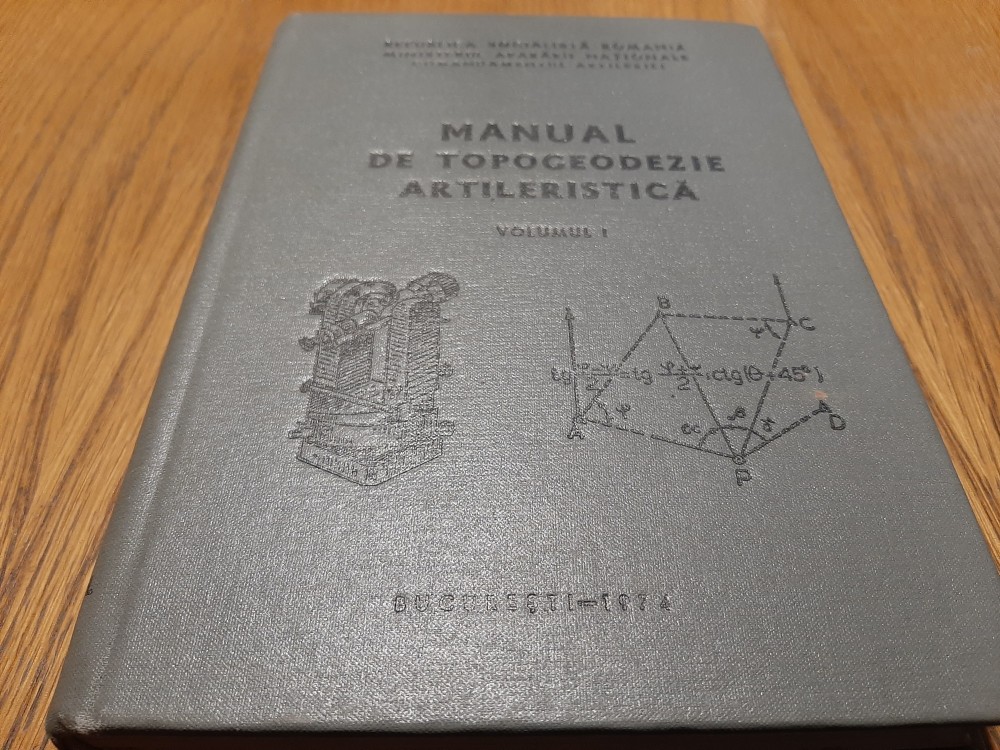 REPUBLICA SOCIALISTĂ ROMÂNIA
MINISTERUL APĂRĂRII NAȚIONALE
COMANDAMENTUL ARTILERIEI
MANUAL
DE TOPOGEODEZIE
ARTILERISTICĂ
VOLUMUL I
B
C
ψ
A
φ
α
β
γ
D
P
BUCUREȘTI—1974